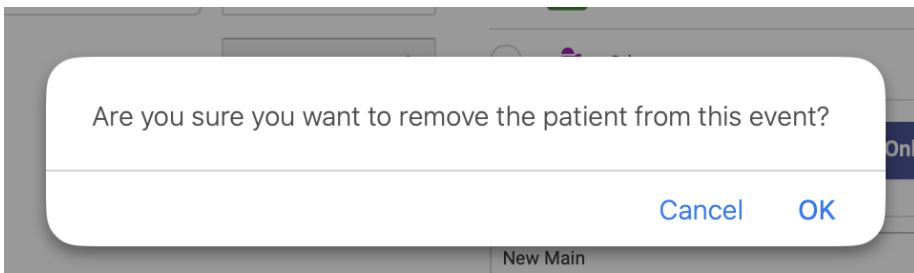 Are you sure you want to remove the patient from this event?
Cancel OK
New Main